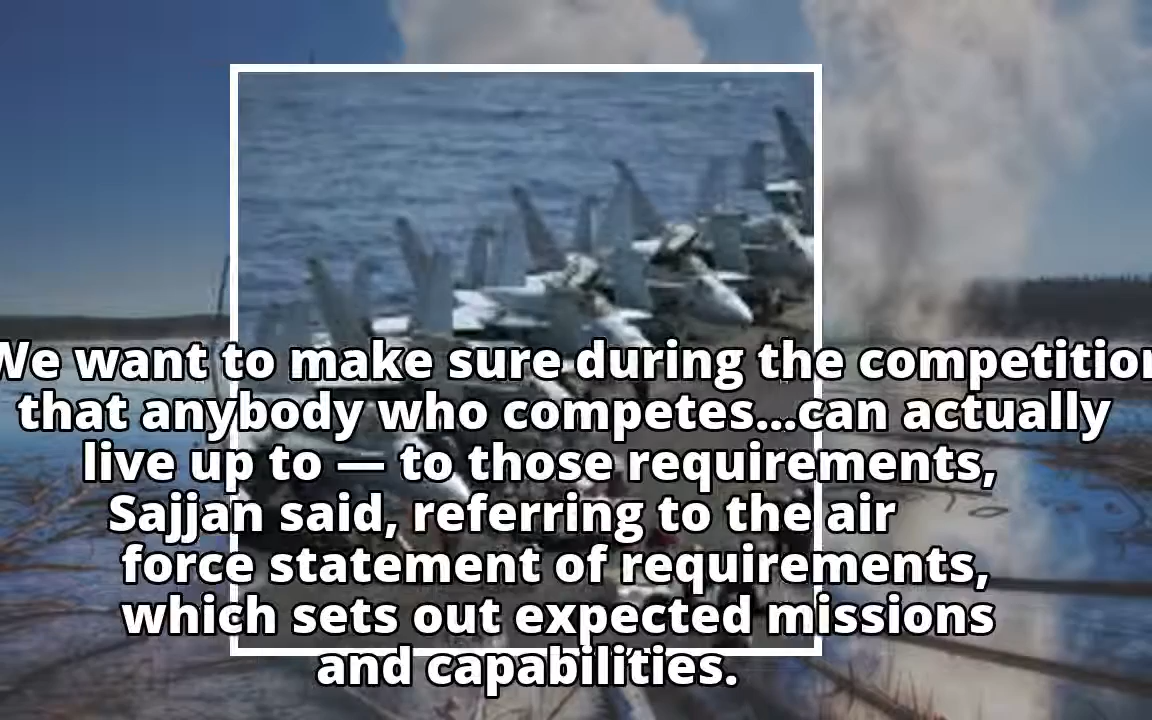 We want to make sure during the competition
that anybody who competes...can actually
live up to — to those requirements,
Sajjan said, referring to the air
force statement of requirements,
which sets out expected missions
and capabilities.